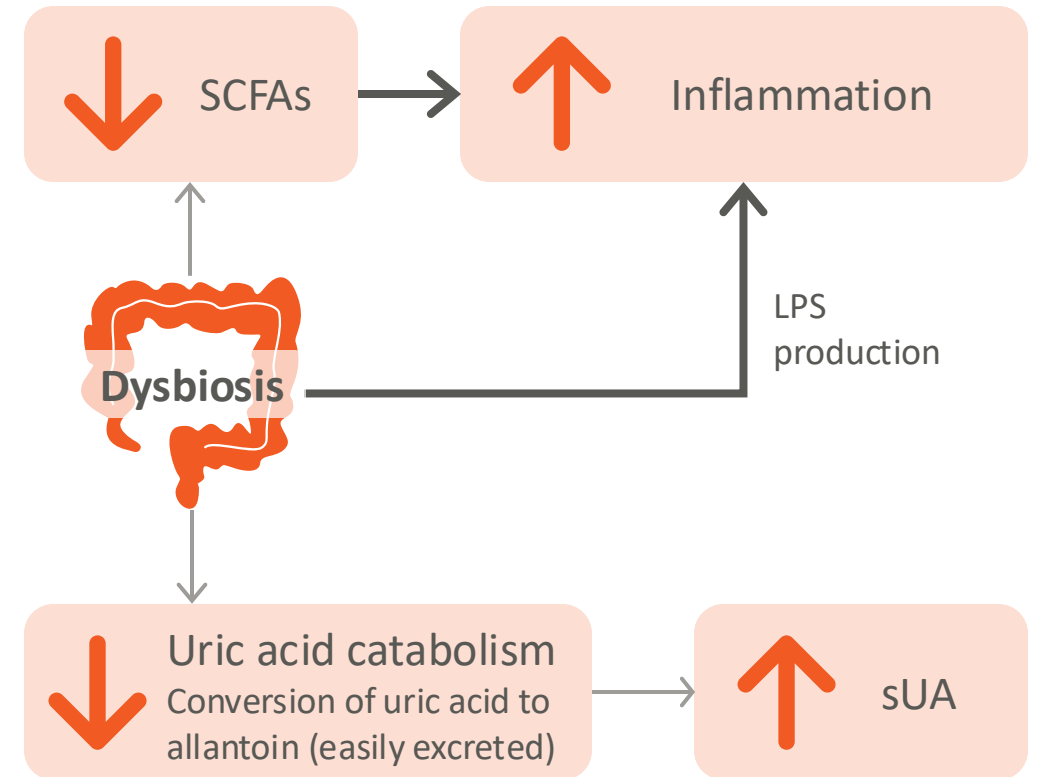 SCFAs
Inflammation
LPS
production
Dysbiosis
Uric acid catabolism
Conversion of uric acid to
allantoin (easily excreted)
sUA